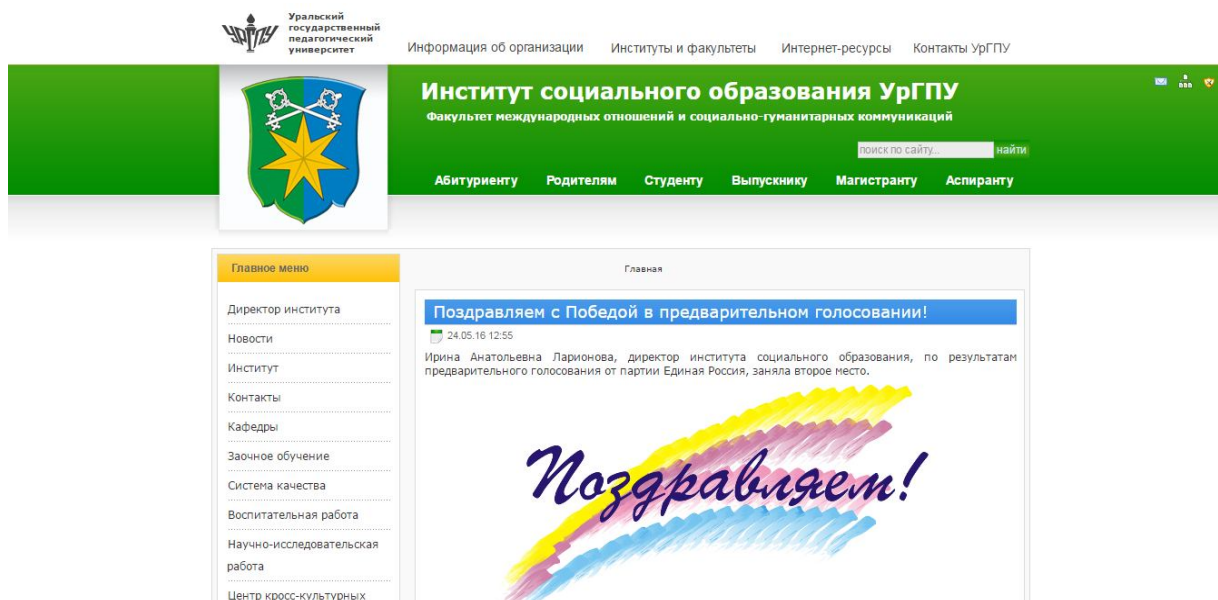 УрГПУ
Уральский
государственный
педагогический
университет
Информация об организации Институты и факультеты Интернет-ресурсы Контакты УрГПУ
Институт социального образования УрГПУ
Факультет международных отношений и социально-гуманитарных коммуникаций
поиск по сайту... найти
Абитуриенту Родителям Студенту Выпускнику Магистранту Аспиранту
Главное меню
Директор института
Новости
Институт
Контакты
Кафедры
Заочное обучение
Система качества
Воспитательная работа
Научно-исследовательская
работа
Центр кросс-культурных
Главная
Поздравляем с Победой в предварительном голосовании!
24.05.16 12:55
Ирина Анатольевна Ларионова, директор института социального образования, по результатам
предварительного голосования от партии Единая Россия, заняла второе место.
Поздравляем!